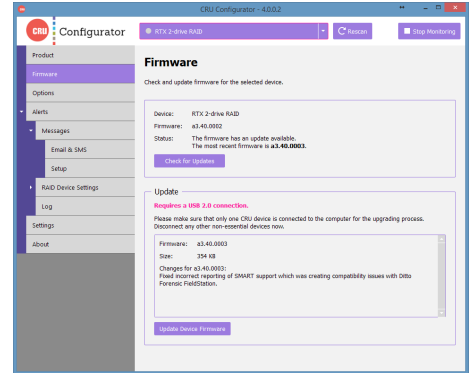 CRU Configurator - 4.0.0.2
CRU Configurator
RTX 2-drive RAID
Rescan
Stop Monitoring
Product
Firmware
Options
Alerts
Messages
Email & SMS
Setup
RAID Device Settings
Log
Settings
About
Firmware
Check and update firmware for the selected device.
Device: RTX 2-drive RAID
Firmware: a3.40.0002
Status: The firmware has an update available.
The most recent firmware is a3.40.0003.
Check for Updates
Update
Requires a USB 2.0 connection.
Please make sure that only one CRU device is connected to the computer for the upgrading process.
Disconnect any other non-essential devices now.
Firmware: a3.40.0003
Size: 354 KB
Changes for a3.40.0003:
Fixed incorrect reporting of SMART support which was creating compatibility issues with Ditto
Forensic FieldStation.
Update Device Firmware